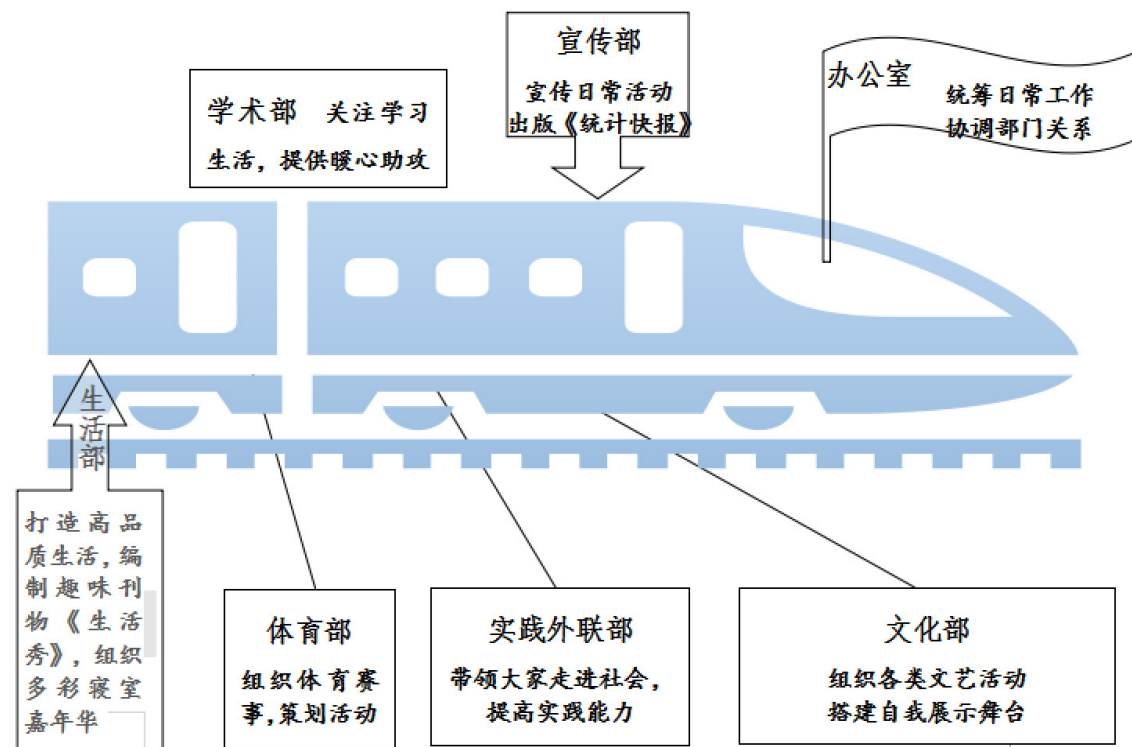 宣传部
宣传日常活动
出版《统计快报》
办公室
统筹日常工作
协调部门关系
学术部 关注学习
生活，提供暖心助攻
生
活
部
打造高品
质生活，编
制趣味刊
物《生活
秀》，组织
多彩寝室
嘉年华
体育部
组织体育赛
事，策划活动
实践外联部
带领大家走进社会，
提高实践能力
文化部
组织各类文艺活动
搭建自我展示舞台